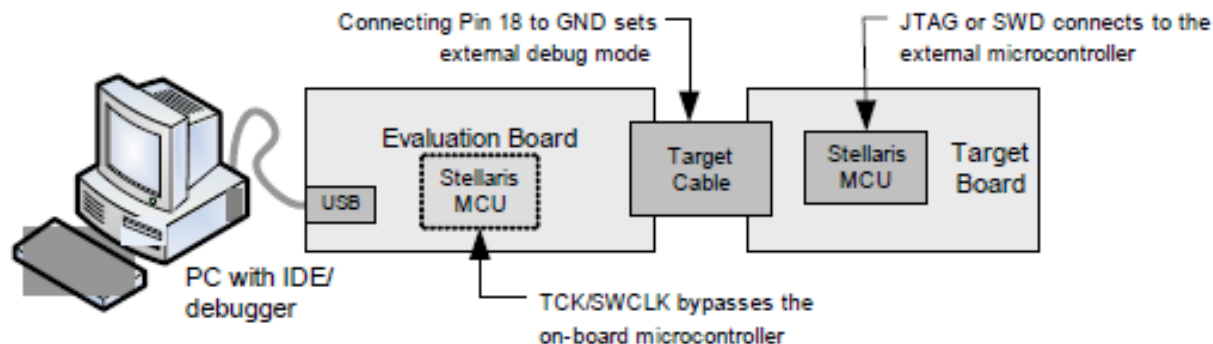 Connecting Pin 18 to GND sets
external debug mode
JTAG or SWD connects to the
external microcontroller
Evaluation Board
Stellaris
MCU
USB
Target
Cable
Stellaris
MCU
Target
Board
PC with IDE/
debugger
TCK/SWCLK bypasses the
on-board microcontroller